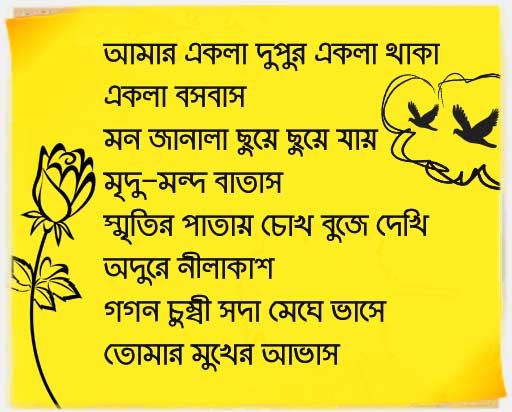 আমার একলা দুপুর একলা থাকা
একলা বসবাস
মন জানালা ছুয়ে ছুয়ে যায়
মৃদু-মন্দ বাতাস
স্মৃতির পাতায় চোখ বুজে দেখি
অদুরে নীলাকাশ
গগন চুম্বী সদা মেঘে ভাসে
তোমার মুখের আভাস